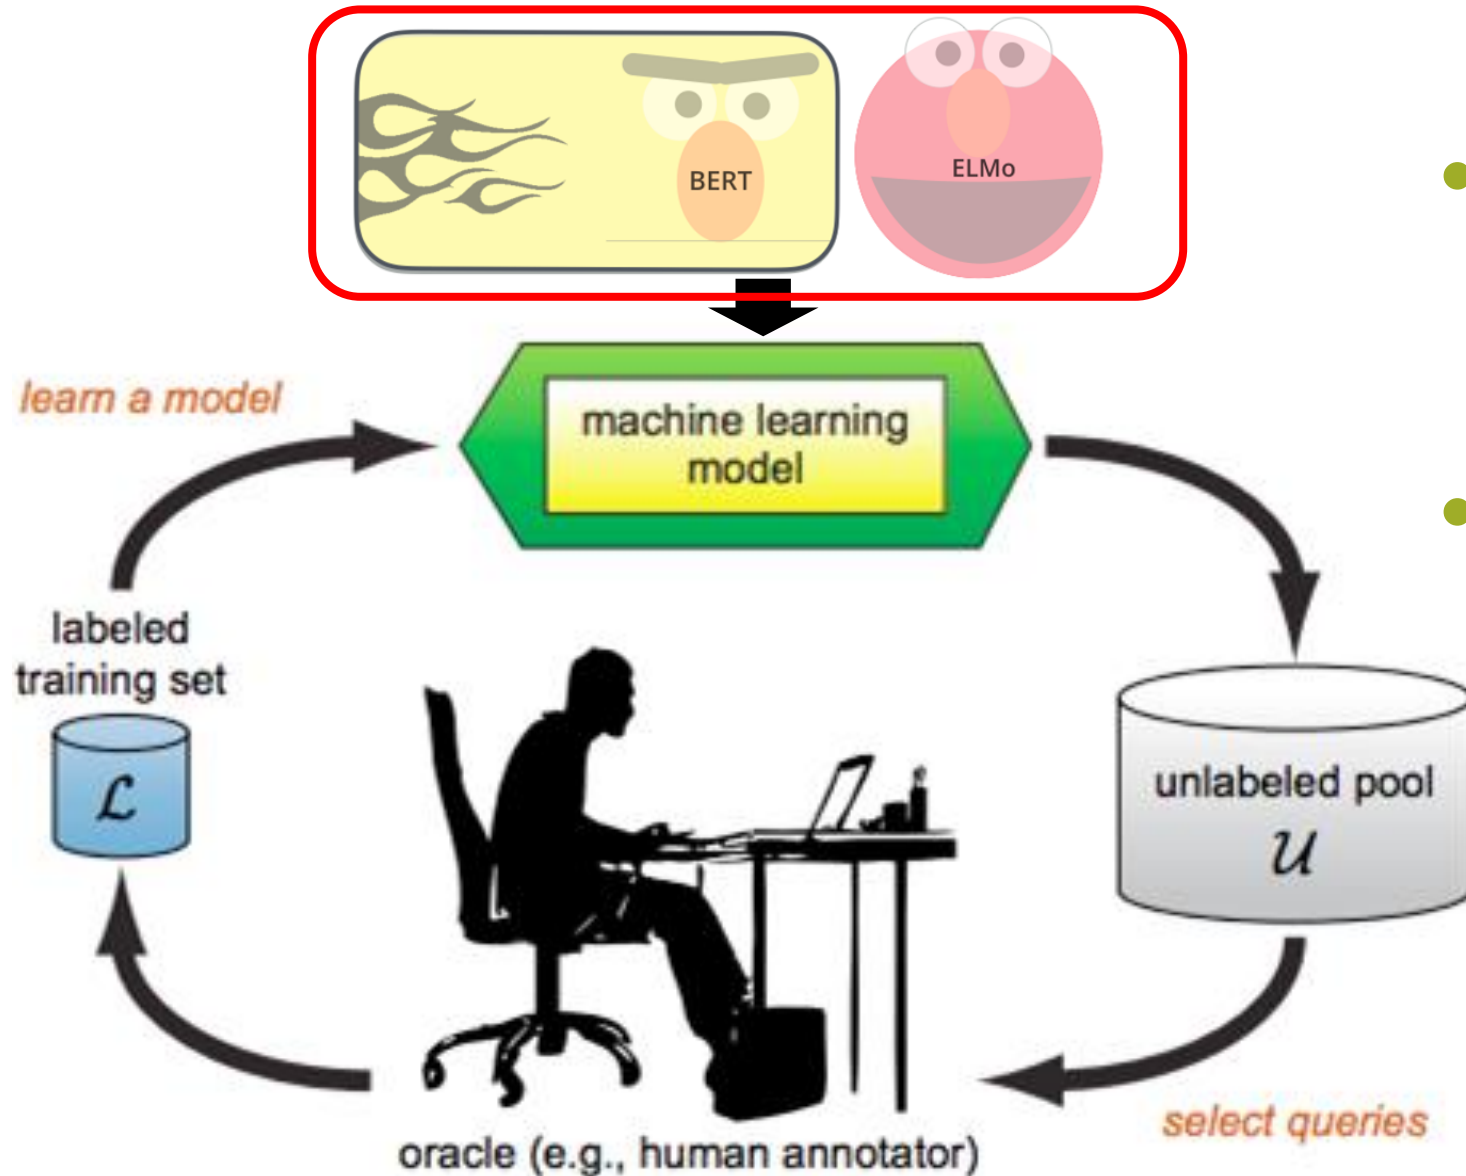 BERT
ELMo
learn a model
machine learning
model
labeled
training set
ℒ
unlabeled pool
𝒰
select queries
oracle (e.g., human annotator)